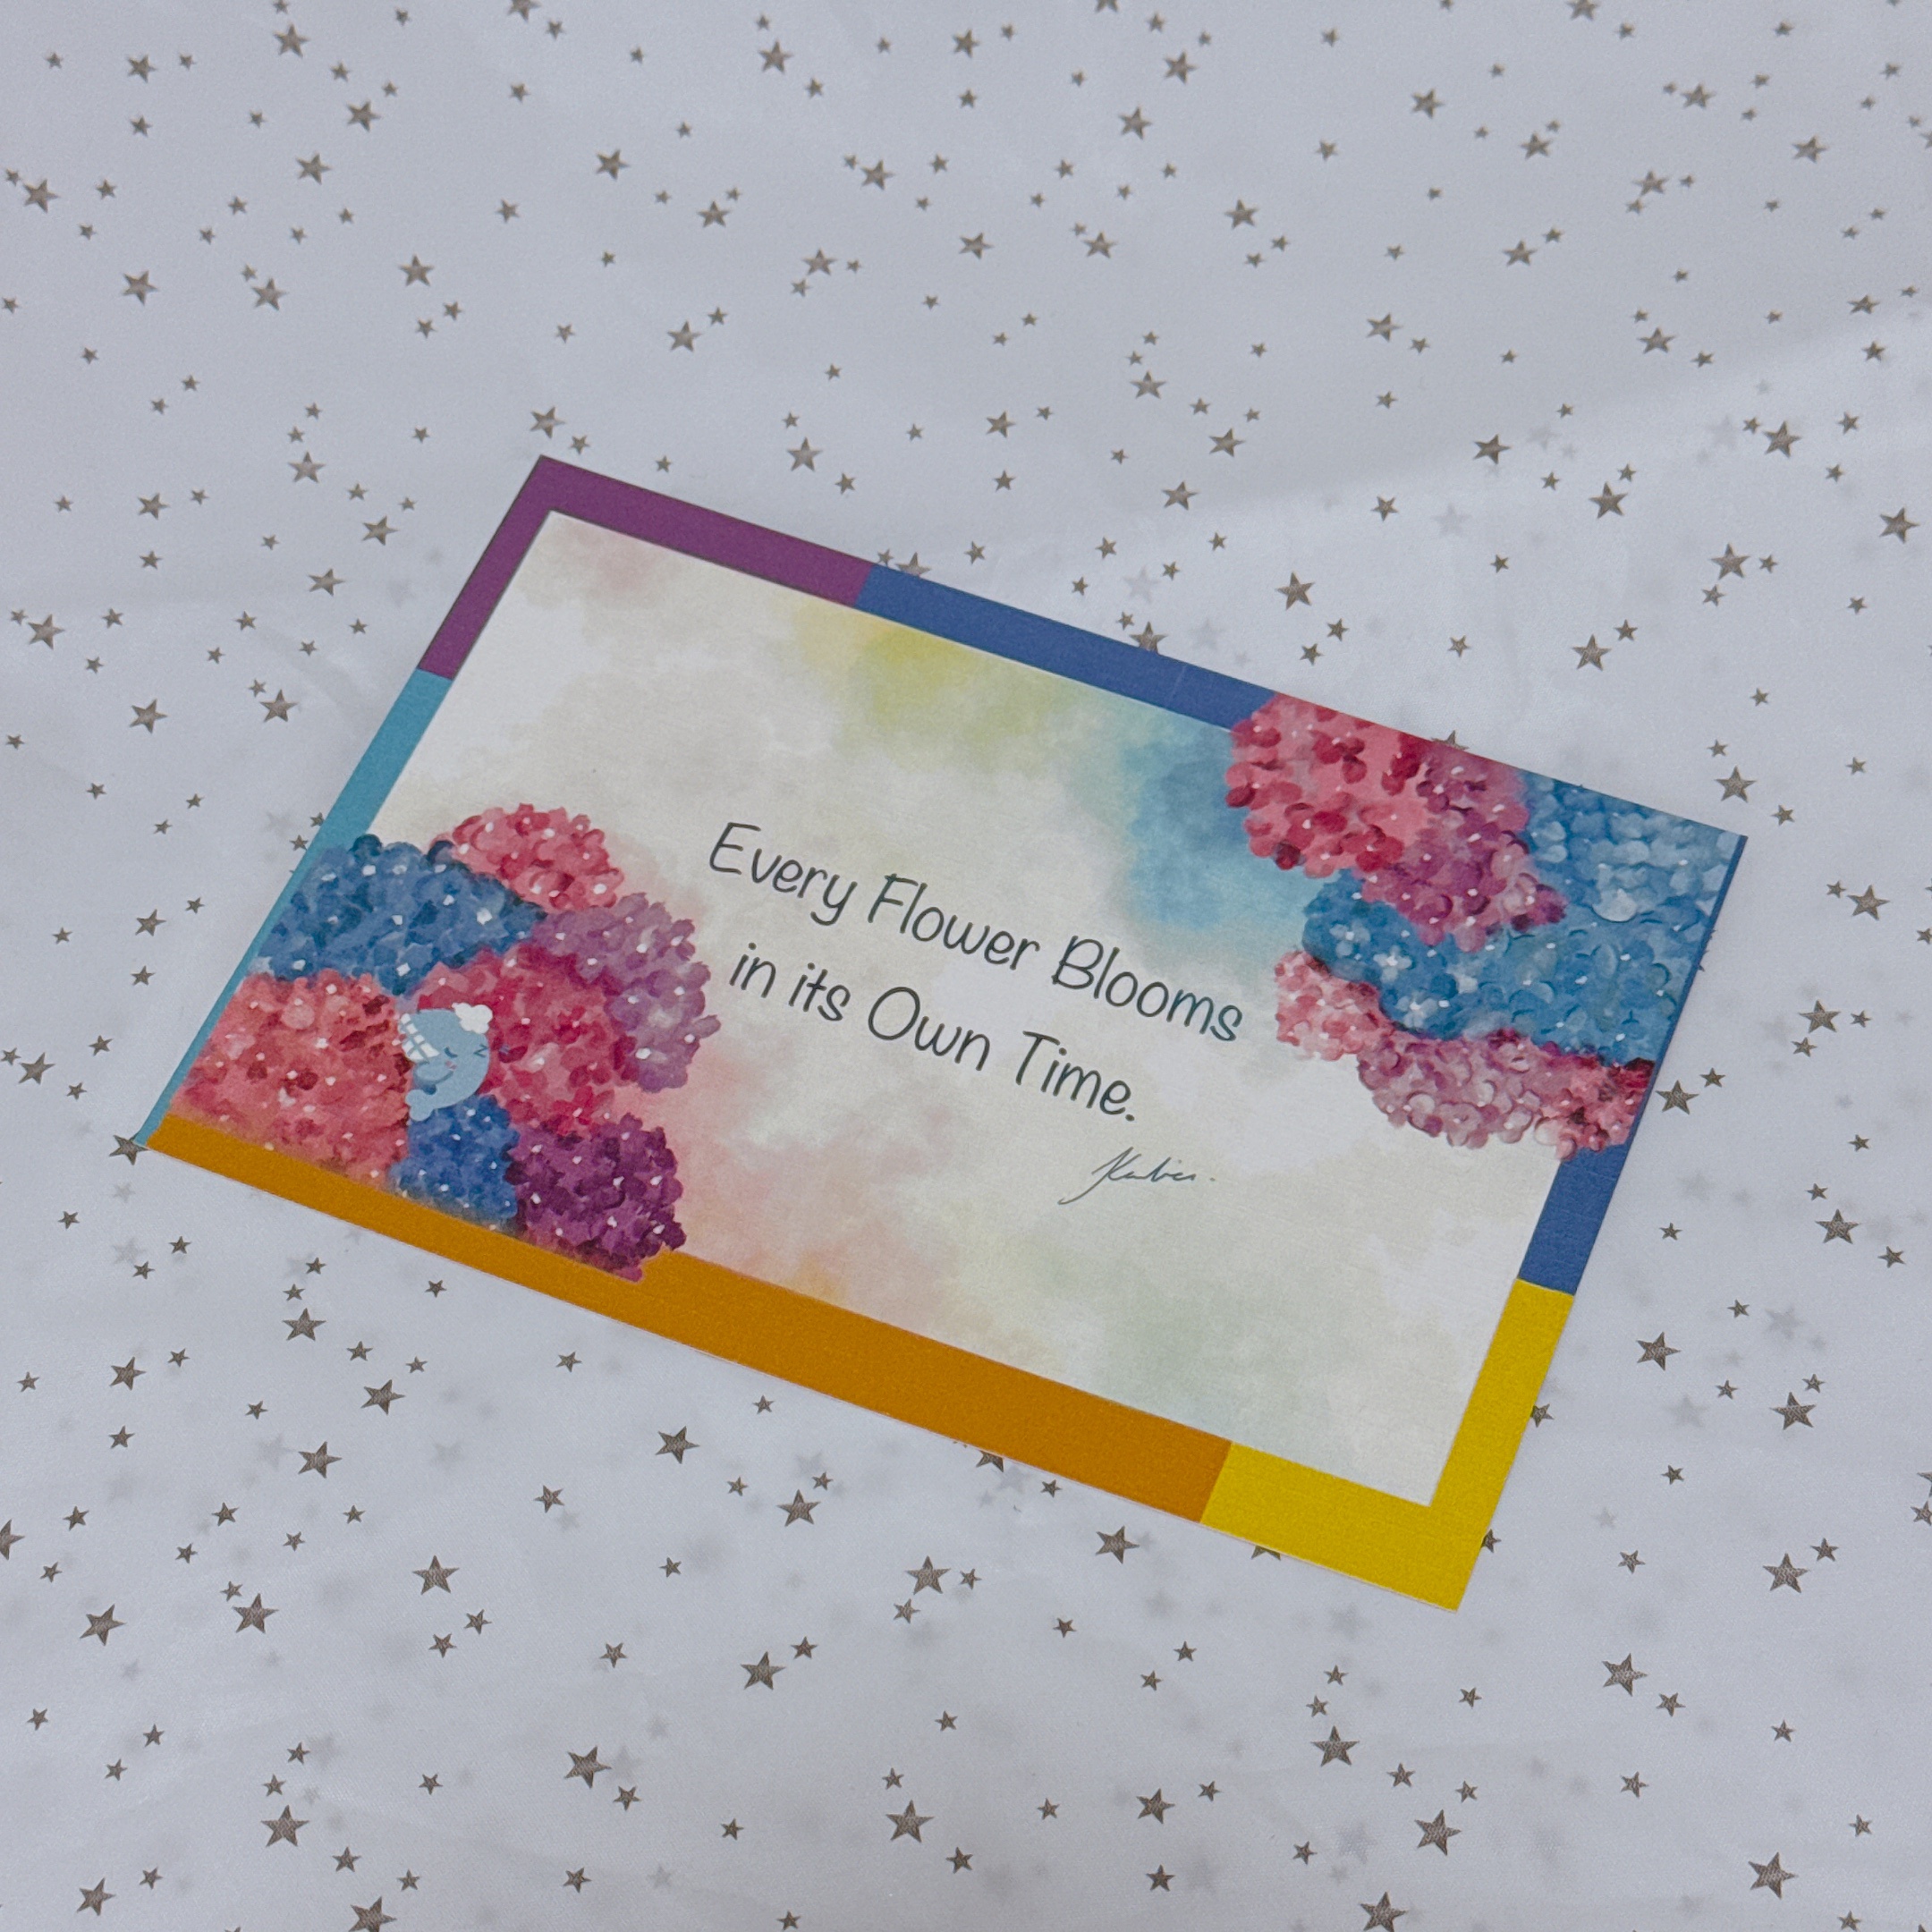 Every Flower Blooms
in its Own Time.